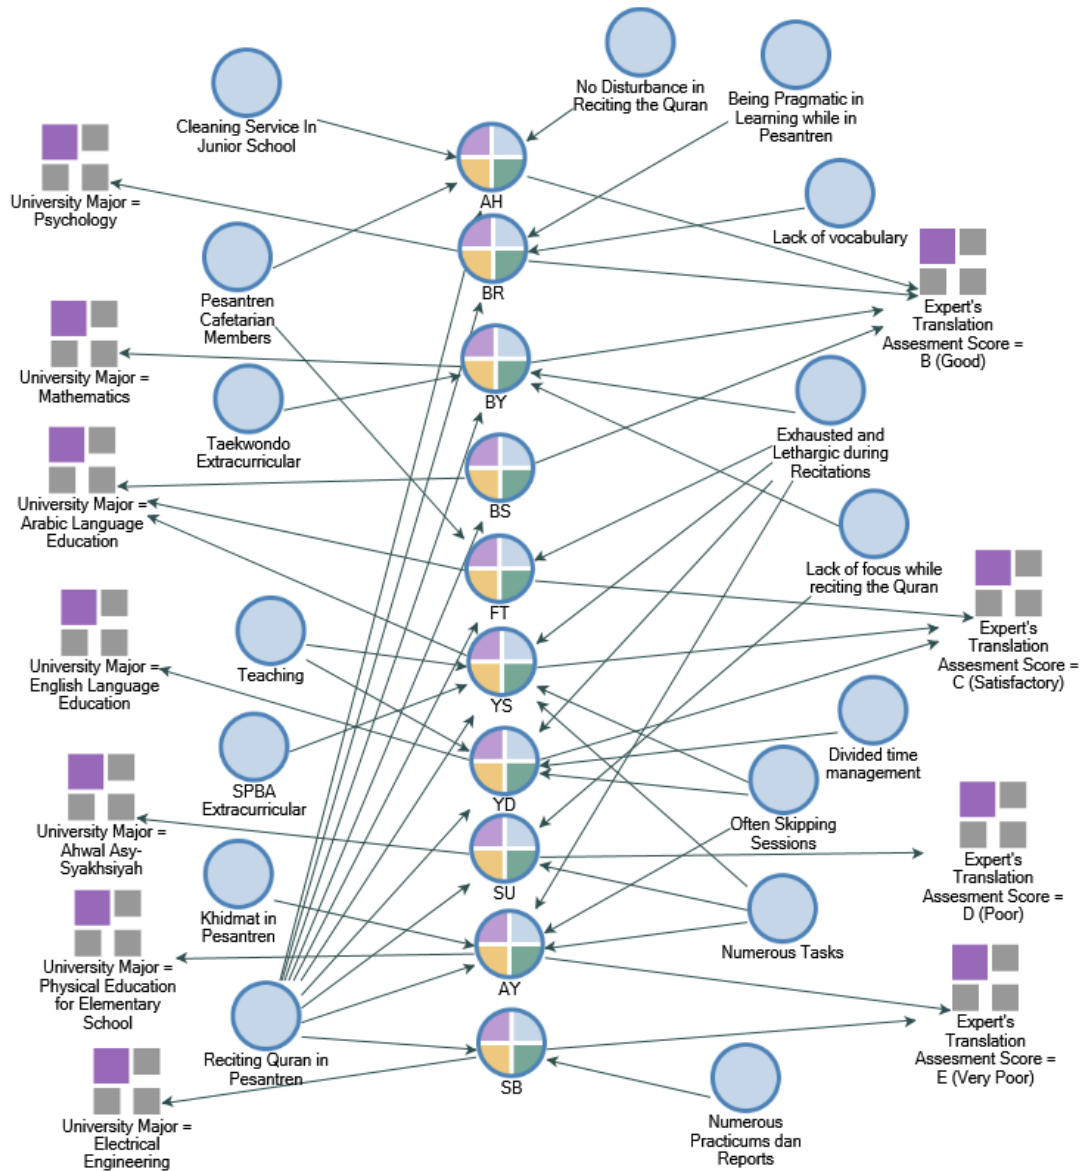 No Disturbance in
Reciting the Quran
Being Pragmatic in
Learning while in
Pesantren
Cleaning Service In
Junior School
University Major =
Psychology
AH
Lack of vocabulary
Pesantren
Cafetarian
Members
BR
Expert's
Translation
Assesment Score =
B (Good)
University Major =
Mathematics
BY
Taekwondo
Extracurricular
Exhausted and
Lethargic during
Recitations
University Major =
Arabic Language
Education
BS
Lack of focus while
reciting the Quran
FT
Expert's
Translation
Assesment Score =
C (Satisfactory)
University Major =
English Language
Education
Teaching
YS
Divided time
management
SPBA
Extracurricular
YD
Often Skipping
Sessions
University Major =
Ahwal Asy-
Syakhsiyah
SU
Expert's
Translation
Assesment Score =
D (Poor)
Khidmat in
Pesantren
Numerous Tasks
University Major =
Physical Education
for Elementary
School
AY
Expert's
Translation
Assesment Score =
E (Very Poor)
Reciting Quran in
Pesantren
SB
University Major =
Electrical
Engineering
Numerous
Practicums dan
Reports